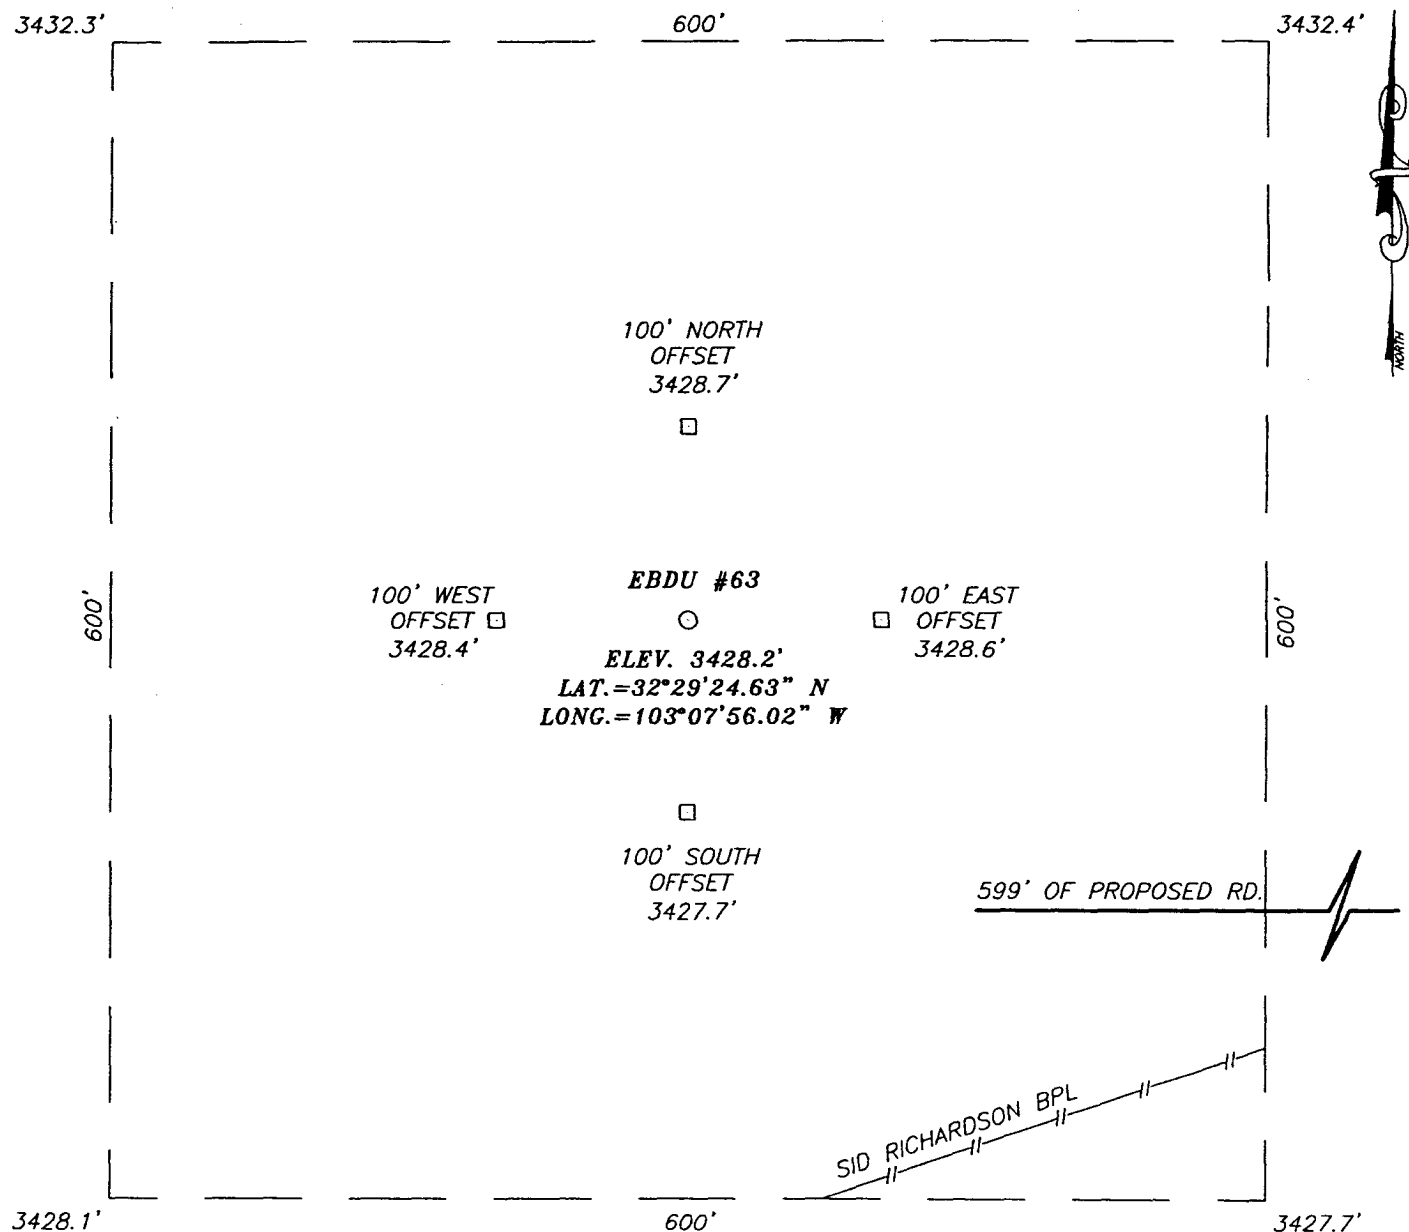 3432.3'
600'
3432.4'
NORTH
100' NORTH
OFFSET
3428.7'
600'
100' WEST
OFFSET
3428.4'
EBDU #63
ELEV. 3428.2'
LAT.=32°29'24.63" N
LONG.=103°07'56.02" W
100' EAST
OFFSET
3428.6'
600'
100' SOUTH
OFFSET
3427.7'
599' OF PROPOSED RD.
SID RICHARDSON BPL
3428.1'
600'
3427.7'